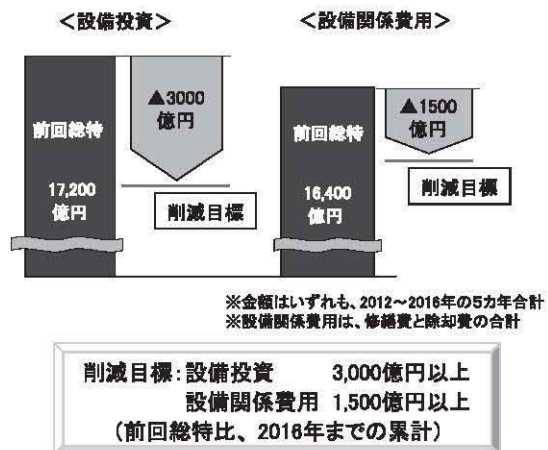 <設備投資>
▲3000
億円
前回総特
17,200
億円
削減目標
<設備関係費用>
▲1500
億円
前回総特
16,400
億円
削減目標
※金額はいずれも、2012～2016年の5カ年合計
※設備関係費用は、修繕費と除却費の合計
削減目標:設備投資 3,000億円以上
設備関係費用 1,500億円以上
(前回総特比、2016年までの累計)